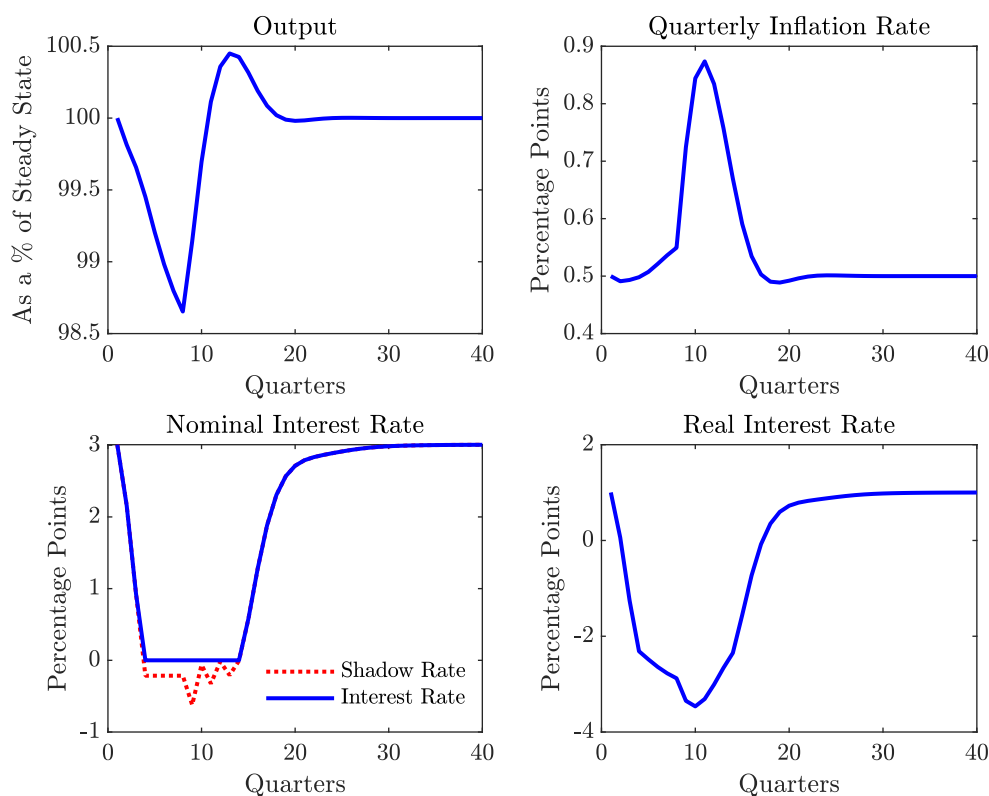 Output
As a % of Steady State
100.5
100
99.5
99
98.5
0 10 20 30 40
Quarters
Quarterly Inflation Rate
Percentage Points
0.9
0.8
0.7
0.6
0.5
0.4
0 10 20 30 40
Quarters
Nominal Interest Rate
Percentage Points
3
2
1
0
-1
Shadow Rate
Interest Rate
0 10 20 30 40
Quarters
Real Interest Rate
Percentage Points
2
0
-2
-4
0 10 20 30 40
Quarters